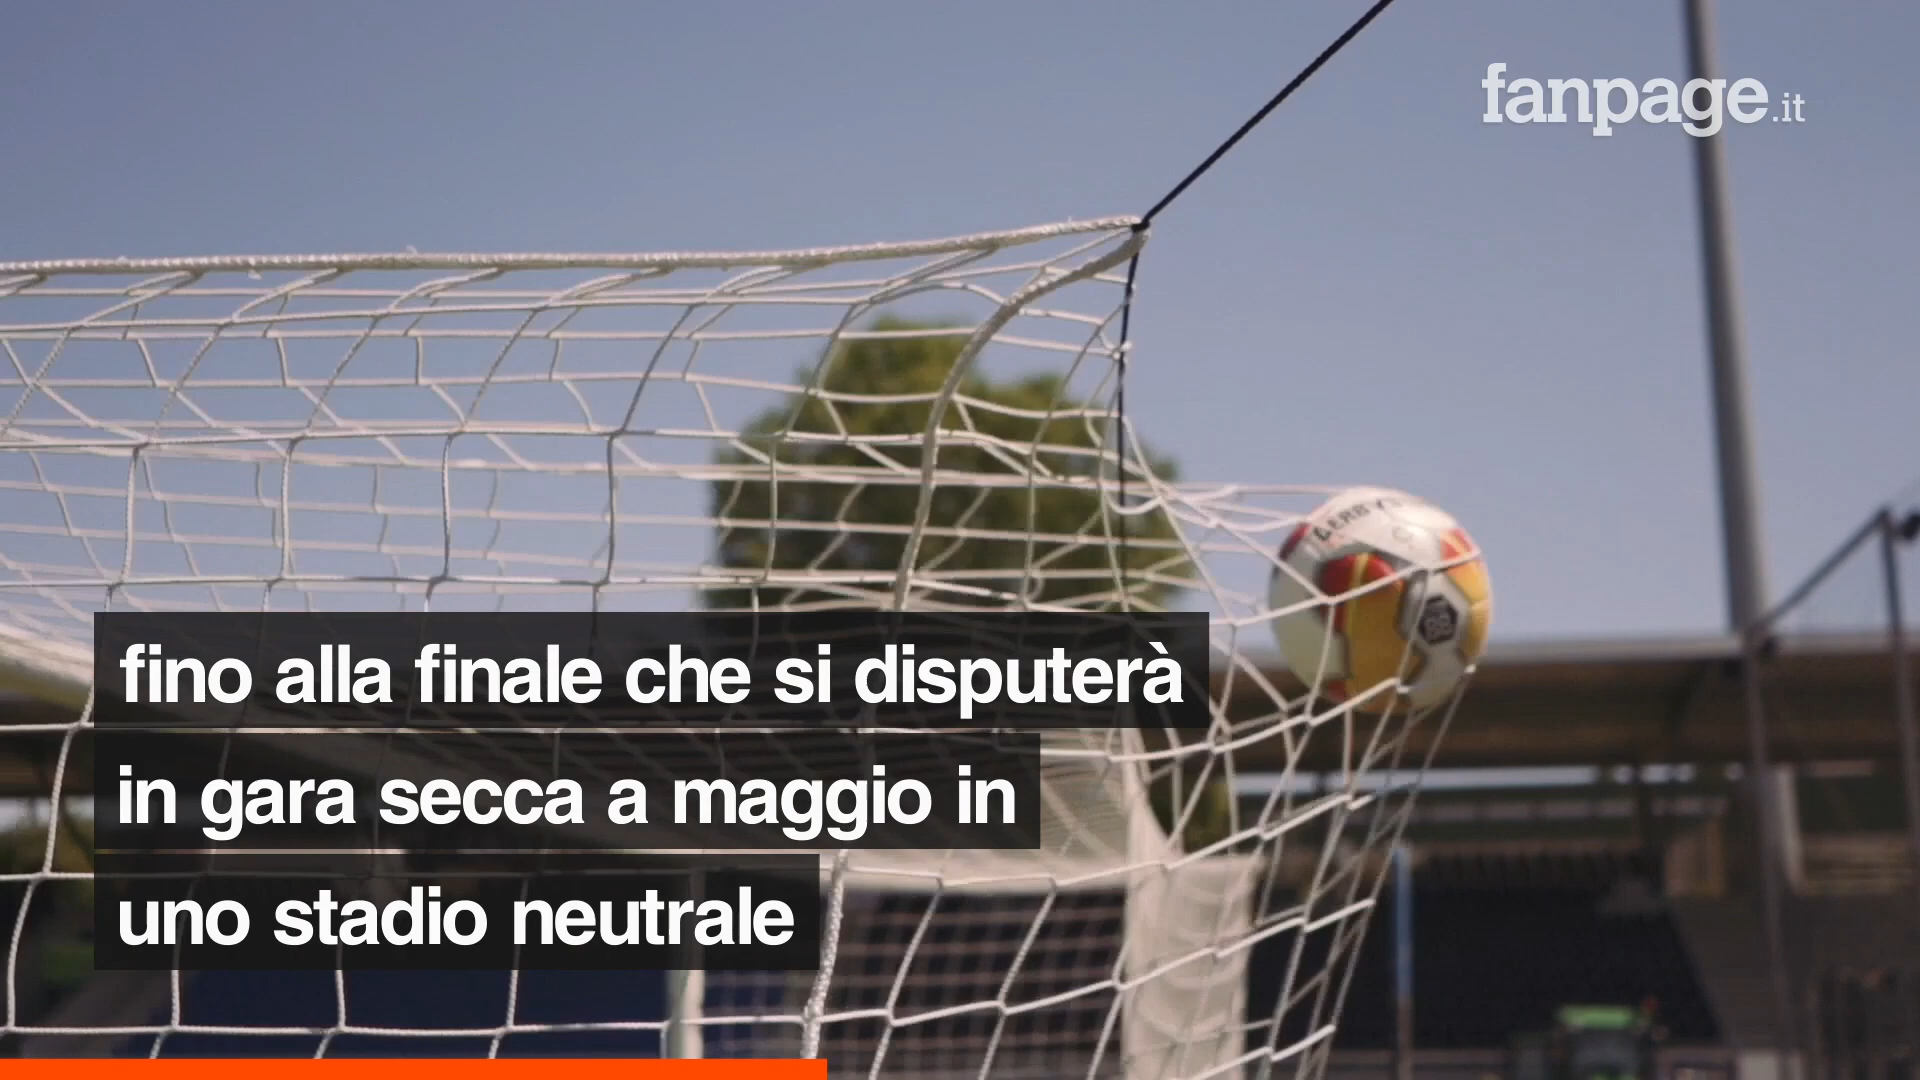 fanpage.it
fino alla finale che si disputerà
in gara secca a maggio in
uno stadio neutrale